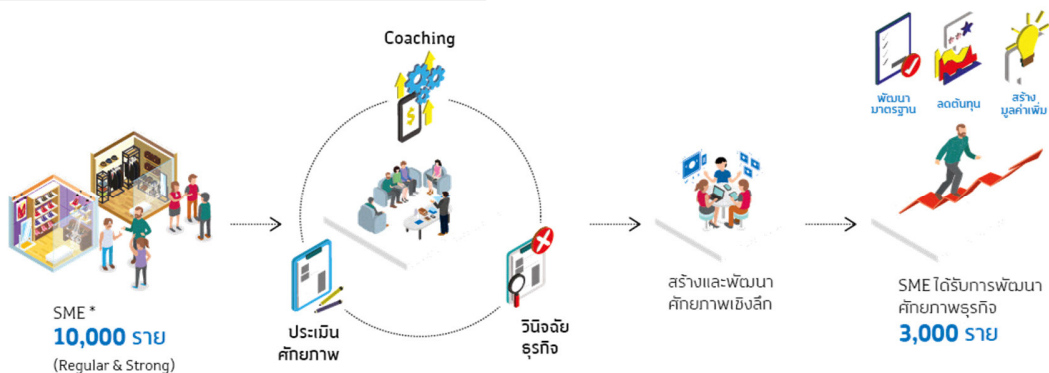 Coaching
ประเมิน
ศักยภาพ
วินิจฉัย
ธุรกิจ
SME *
10,000 ราย
(Regular & Strong)
สร้างและพัฒนา
ศักยภาพเชิงลึก
พัฒนา
มาตรฐาน
ลดต้นทุน
สร้าง
มูลค่าเพิ่ม
SME ได้รับการพัฒนา
ศักยภาพธุรกิจ
3,000 ราย